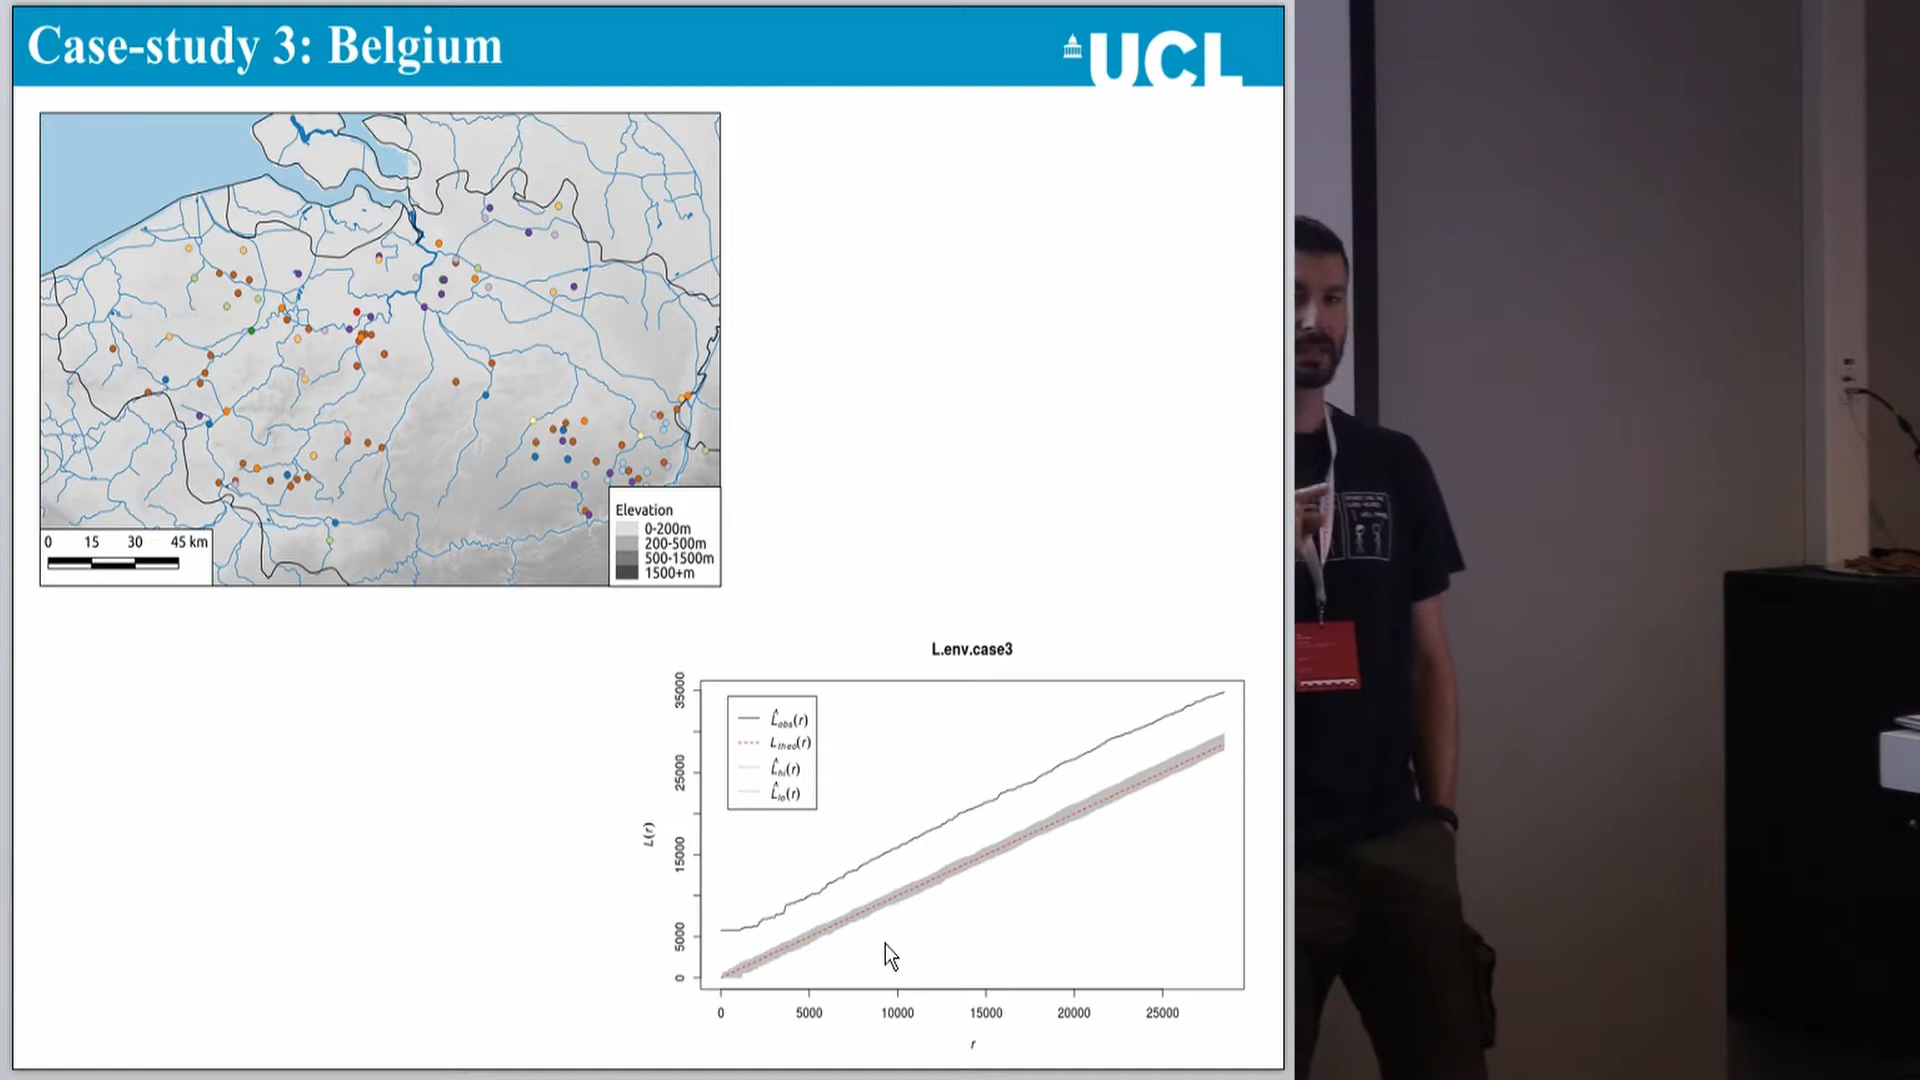 Case-study 3: Belgium
UCL
Elevation
0-200m
200-500m
500-1500m
1500+m
0 15 30 45 km
L.env.case3
L̂obs(r)
Ltheo(r)
L̂hi(r)
L̂lo(r)
L(r)
0 5000 15000 25000 35000
0 5000 10000 15000 20000 25000
r